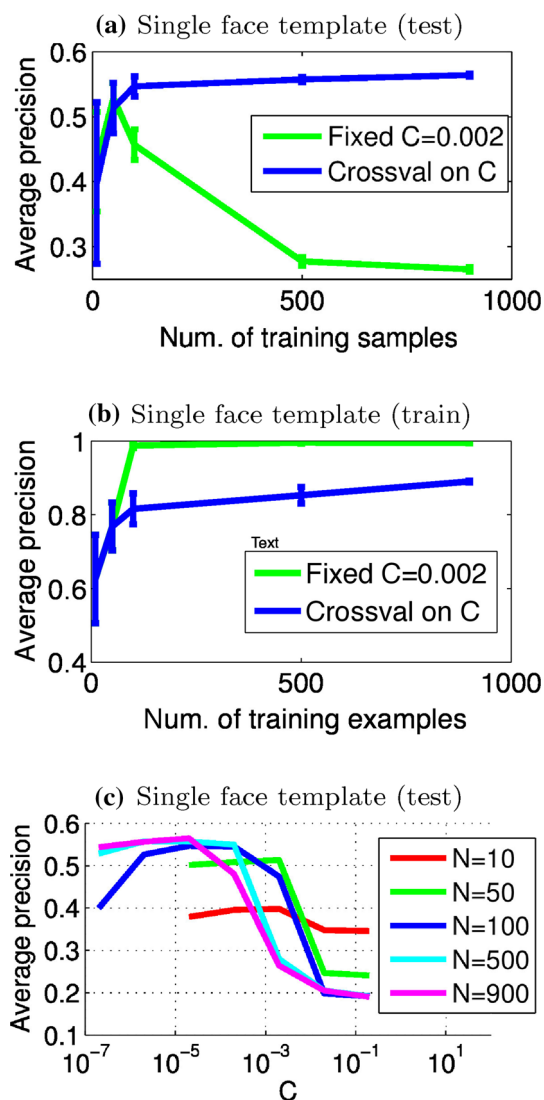 (a) Single face template (test)
0.6
0.5
0.4
0.3
Average precision
Fixed C=0.002
Crossval on C
0 500 1000
Num. of training samples
(b) Single face template (train)
1
0.8
0.6
0.4
Average precision
Text
Fixed C=0.002
Crossval on C
0 500 1000
Num. of training examples
(c) Single face template (test)
0.6
0.5
0.4
0.3
0.2
0.1
Average precision
N=10
N=50
N=100
N=500
N=900
10⁻⁷ 10⁻⁵ 10⁻³ 10⁻¹ 10¹
C